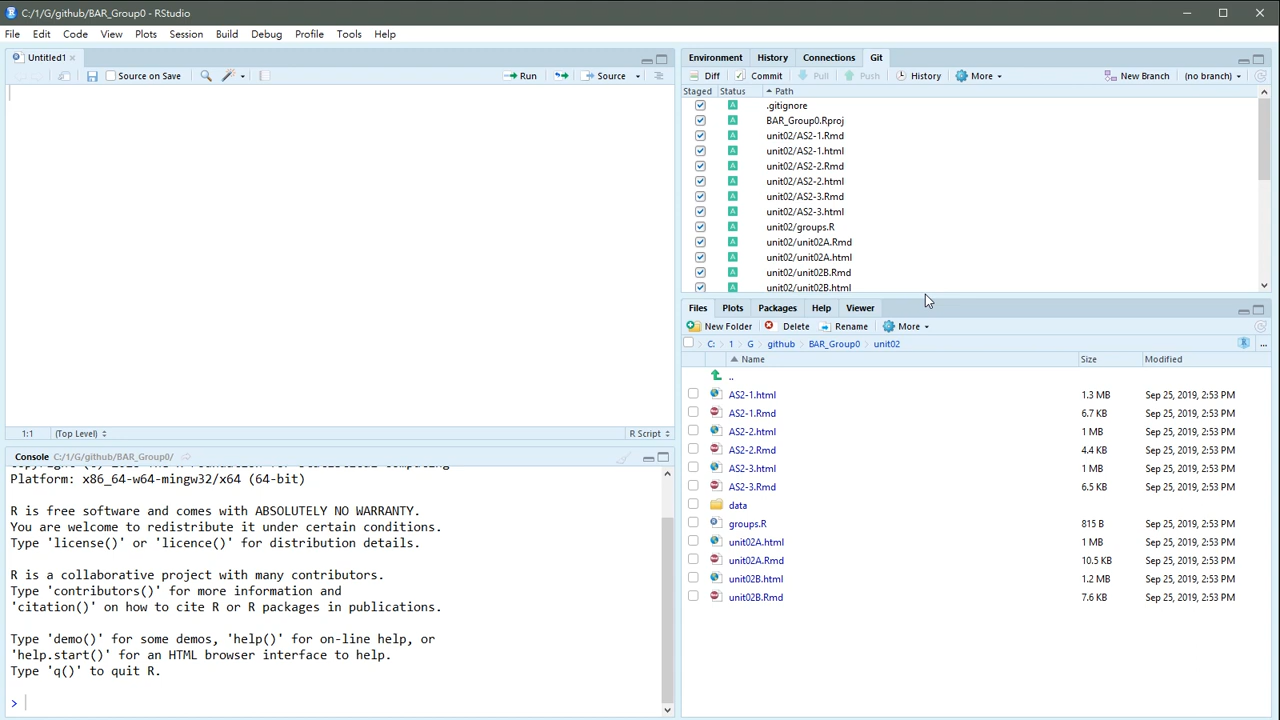 C:/1/G/github/BAR_Group0 - RStudio
File Edit Code View Plots Session Build Debug Profile Tools Help
Untitled1
Source on Save Run Source
1:1 (Top Level) R Script
Console C:/1/G/github/BAR_Group0/
Platform: x86_64-w64-mingw32/x64 (64-bit)
R is free software and comes with ABSOLUTELY NO WARRANTY.
You are welcome to redistribute it under certain conditions.
Type 'license()' or 'licence()' for distribution details.
R is a collaborative project with many contributors.
Type 'contributors()' for more information and
'citation()' on how to cite R or R packages in publications.
Type 'demo()' for some demos, 'help()' for on-line help, or
'help.start()' for an HTML browser interface to help.
Type 'q()' to quit R.
>
Environment History Connections Git
Diff Commit Pull Push History More New Branch (no branch)
Staged Status Path
A .gitignore
A BAR_Group0.Rproj
A unit02/AS2-1.Rmd
A unit02/AS2-1.html
A unit02/AS2-2.Rmd
A unit02/AS2-2.html
A unit02/AS2-3.Rmd
A unit02/AS2-3.html
A unit02/groups.R
A unit02/unit02A.Rmd
A unit02/unit02A.html
A unit02/unit02B.Rmd
A unit02/unit02B.html
Files Plots Packages Help Viewer
New Folder Delete Rename More
C: 1 G github BAR_Group0 unit02 ...
Name Size Modified
..
AS2-1.html 1.3 MB Sep 25, 2019, 2:53 PM
AS2-1.Rmd 6.7 KB Sep 25, 2019, 2:53 PM
AS2-2.html 1 MB Sep 25, 2019, 2:53 PM
AS2-2.Rmd 4.4 KB Sep 25, 2019, 2:53 PM
AS2-3.html 1 MB Sep 25, 2019, 2:53 PM
AS2-3.Rmd 6.5 KB Sep 25, 2019, 2:53 PM
data
groups.R 815 B Sep 25, 2019, 2:53 PM
unit02A.html 1 MB Sep 25, 2019, 2:53 PM
unit02A.Rmd 10.5 KB Sep 25, 2019, 2:53 PM
unit02B.html 1.2 MB Sep 25, 2019, 2:53 PM
unit02B.Rmd 7.6 KB Sep 25, 2019, 2:53 PM